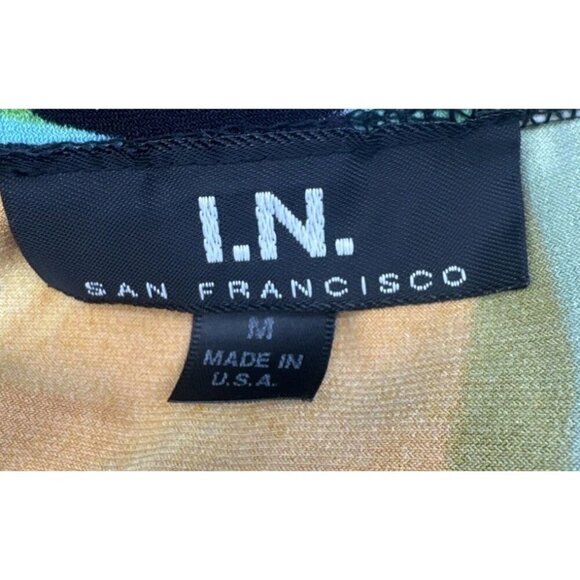 I.N.
SAN FRANCISCO
M
MADE IN
U.S.A.